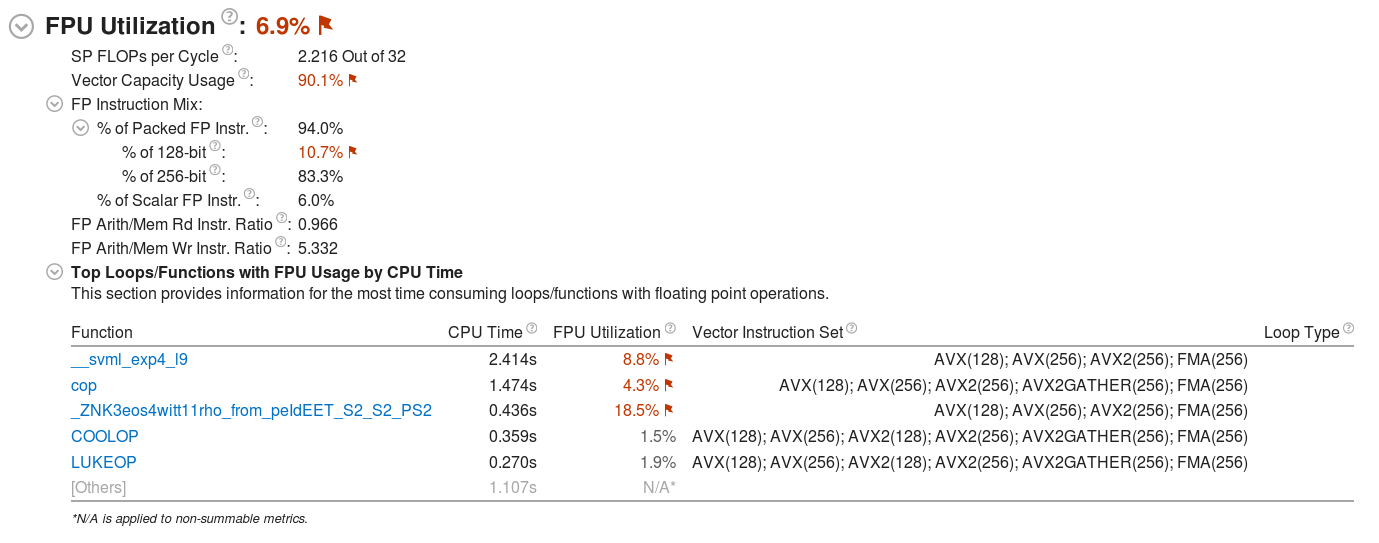 FPU Utilization ?: 6.9%
SP FLOPs per Cycle ?: 2.216 Out of 32
Vector Capacity Usage ?: 90.1%
FP Instruction Mix:
% of Packed FP Instr. ?: 94.0%
% of 128-bit ?: 10.7%
% of 256-bit ?: 83.3%
% of Scalar FP Instr. ?: 6.0%
FP Arith/Mem Rd Instr. Ratio ?: 0.966
FP Arith/Mem Wr Instr. Ratio ?: 5.332
Top Loops/Functions with FPU Usage by CPU Time
This section provides information for the most time consuming loops/functions with floating point operations.
Function CPU Time ? FPU Utilization ? Vector Instruction Set ? Loop Type ?
__svml_exp4_l9 2.414s 8.8% AVX(128); AVX(256); AVX2(256); FMA(256)
cop 1.474s 4.3% AVX(128); AVX(256); AVX2(256); AVX2GATHER(256); FMA(256)
_ZNK3eos4witt11rho_from_peIdEET_S2_S2_PS2 0.436s 18.5% AVX(128); AVX(256); AVX2(256); FMA(256)
COOLOP 0.359s 1.5% AVX(128); AVX(256); AVX2(128); AVX2(256); AVX2GATHER(256); FMA(256)
LUKEOP 0.270s 1.9% AVX(128); AVX(256); AVX2(128); AVX2(256); AVX2GATHER(256); FMA(256)
[Others] 1.107s N/A*
*N/A is applied to non-summable metrics.